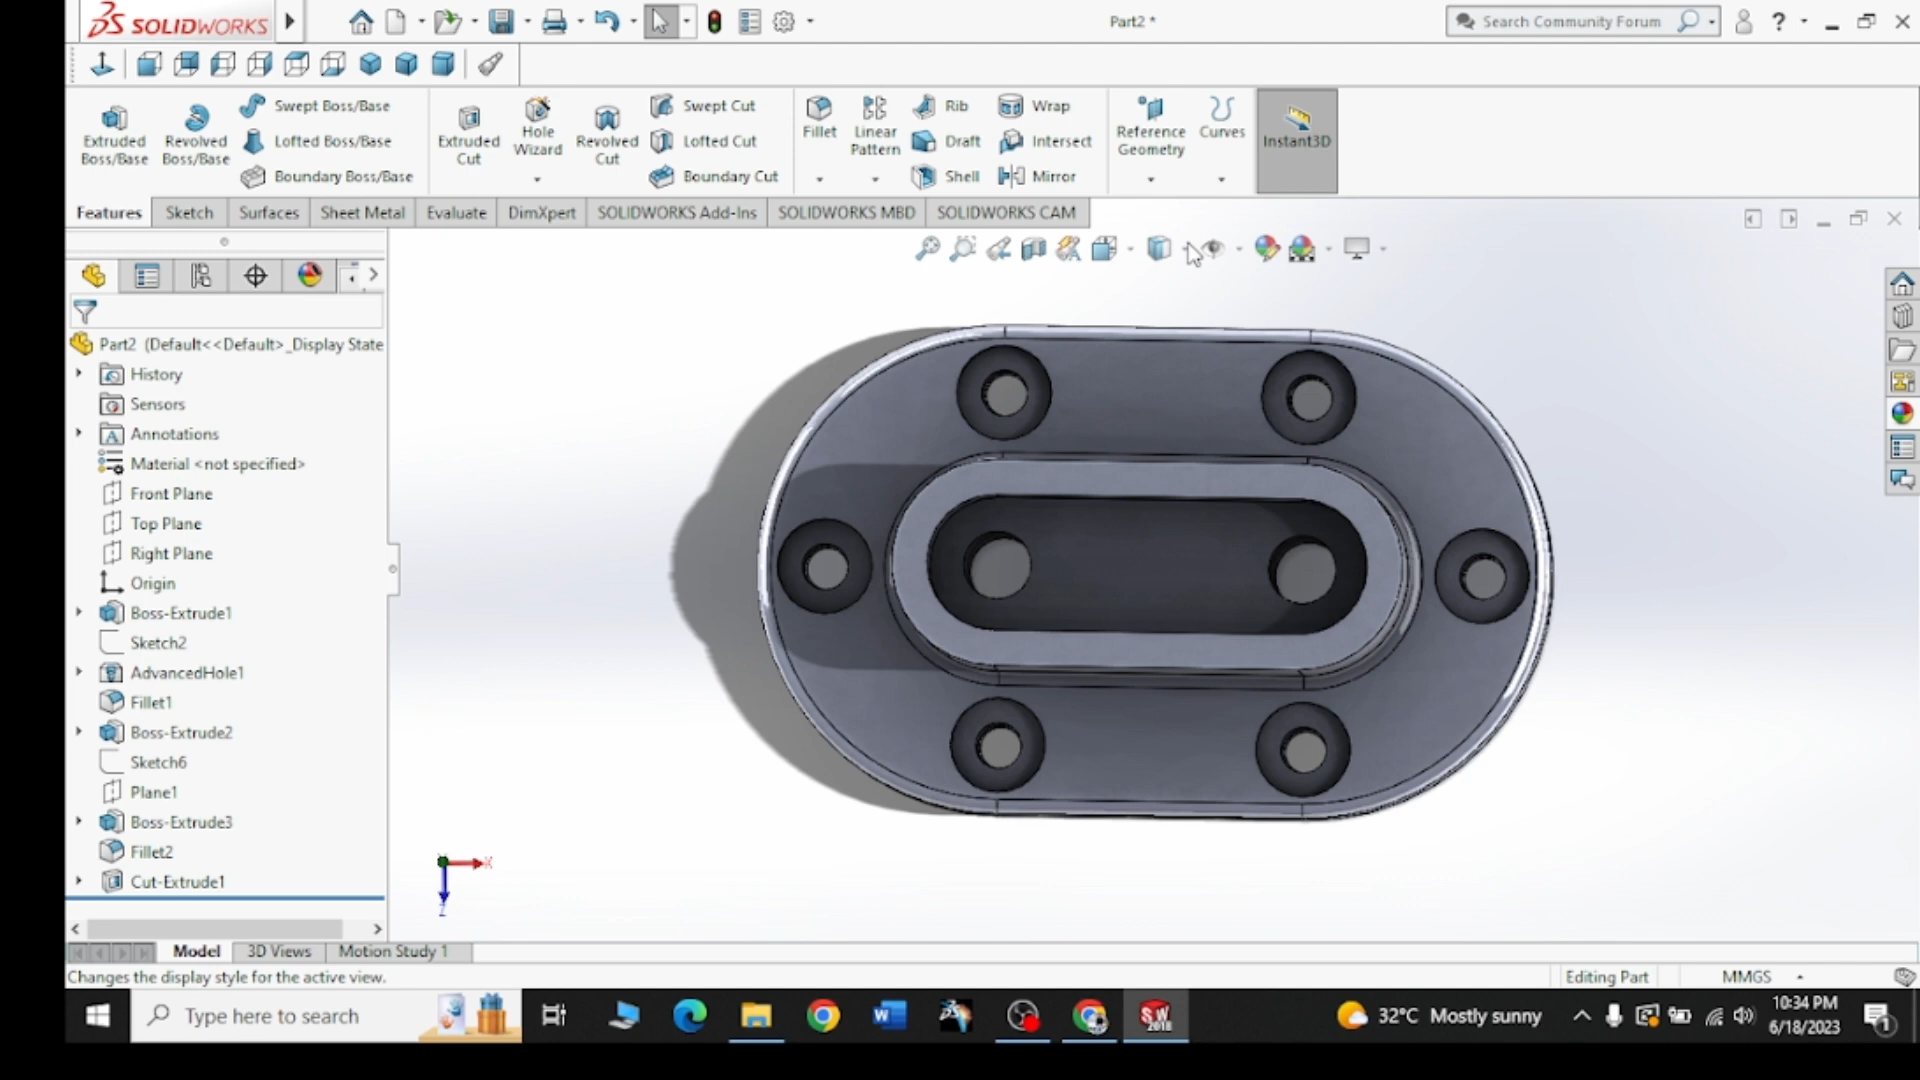 SOLIDWORKS
Part2 *
Search Community Forum
?
Extruded Boss/Base
Revolved Boss/Base
Swept Boss/Base
Lofted Boss/Base
Boundary Boss/Base
Extruded Cut
Hole Wizard
Revolved Cut
Swept Cut
Lofted Cut
Boundary Cut
Fillet
Linear Pattern
Rib
Draft
Shell
Wrap
Intersect
Mirror
Reference Geometry
Curves
Instant3D
Features
Sketch
Surfaces
Sheet Metal
Evaluate
DimXpert
SOLIDWORKS Add-Ins
SOLIDWORKS MBD
SOLIDWORKS CAM
Part2 (Default<<Default>_Display State
History
Sensors
Annotations
Material <not specified>
Front Plane
Top Plane
Right Plane
Origin
Boss-Extrude1
Sketch2
AdvancedHole1
Fillet1
Boss-Extrude2
Sketch6
Plane1
Boss-Extrude3
Fillet2
Cut-Extrude1
X
Z
Model
3D Views
Motion Study 1
Changes the display style for the active view.
Editing Part
MMGS
Type here to search
SW
2018
32°C Mostly sunny
10:34 PM
6/18/2023
1